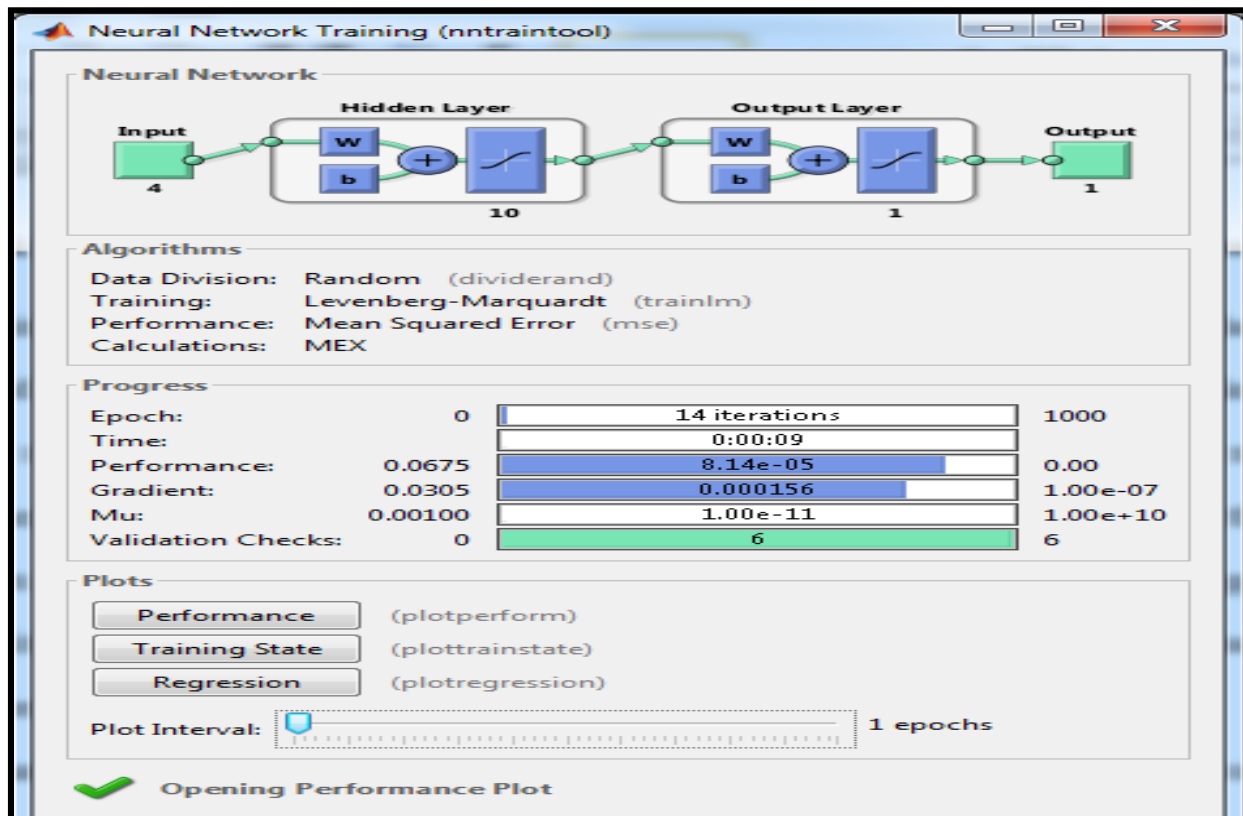 Neural Network Training (nntraintool)
Neural Network
Hidden Layer
Output Layer
Input
Output
W
W
b
b
4
10
1
1
Algorithms
Data Division: Random (dividerand)
Training: Levenberg-Marquardt (trainlm)
Performance: Mean Squared Error (mse)
Calculations: MEX
Progress
Epoch: 0 14 iterations 1000
Time: 0:00:09
Performance: 0.0675 8.14e-05 0.00
Gradient: 0.0305 0.000156 1.00e-07
Mu: 0.00100 1.00e-11 1.00e+10
Validation Checks: 0 6 6
Plots
Performance (plotperform)
Training State (plottrainstate)
Regression (plotregression)
Plot Interval: 1 epochs
Opening Performance Plot